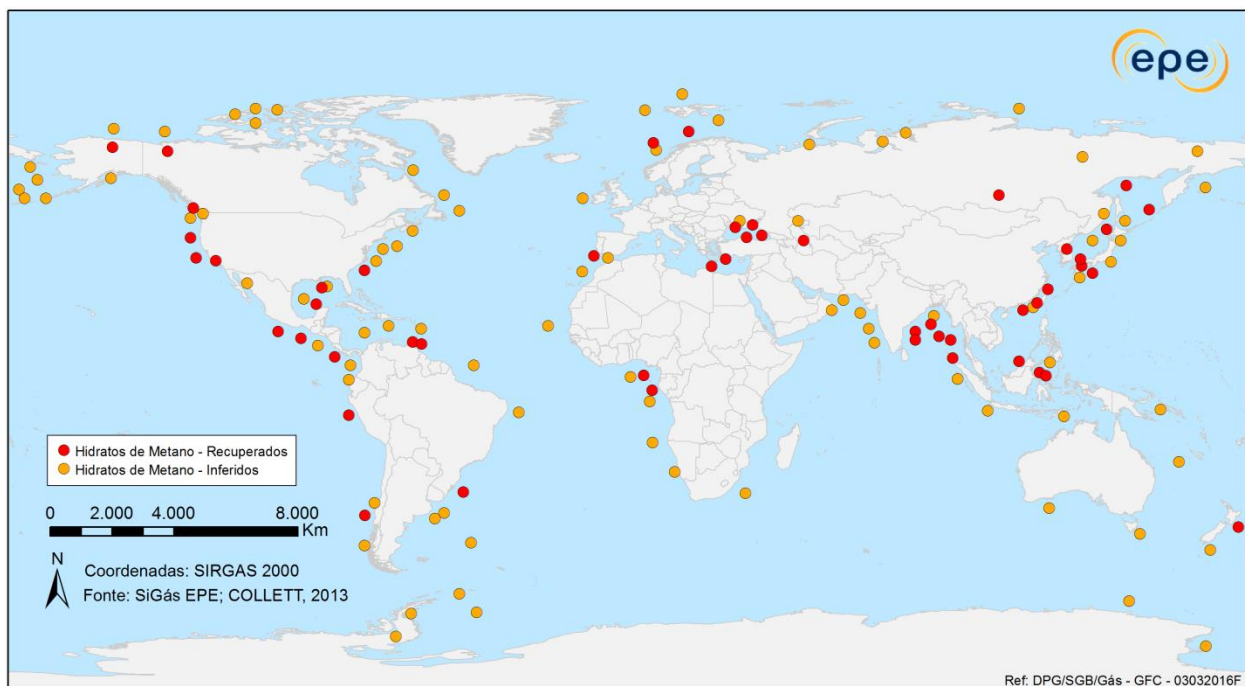 epe
Hidratos de Metano - Recuperados
Hidratos de Metano - Inferidos
0 2.000 4.000 8.000
Km
N
Coordenadas: SIRGAS 2000
Fonte: SiGás EPE; COLLETT, 2013
Ref: DPG/SGB/Gás - GFC - 03032016F